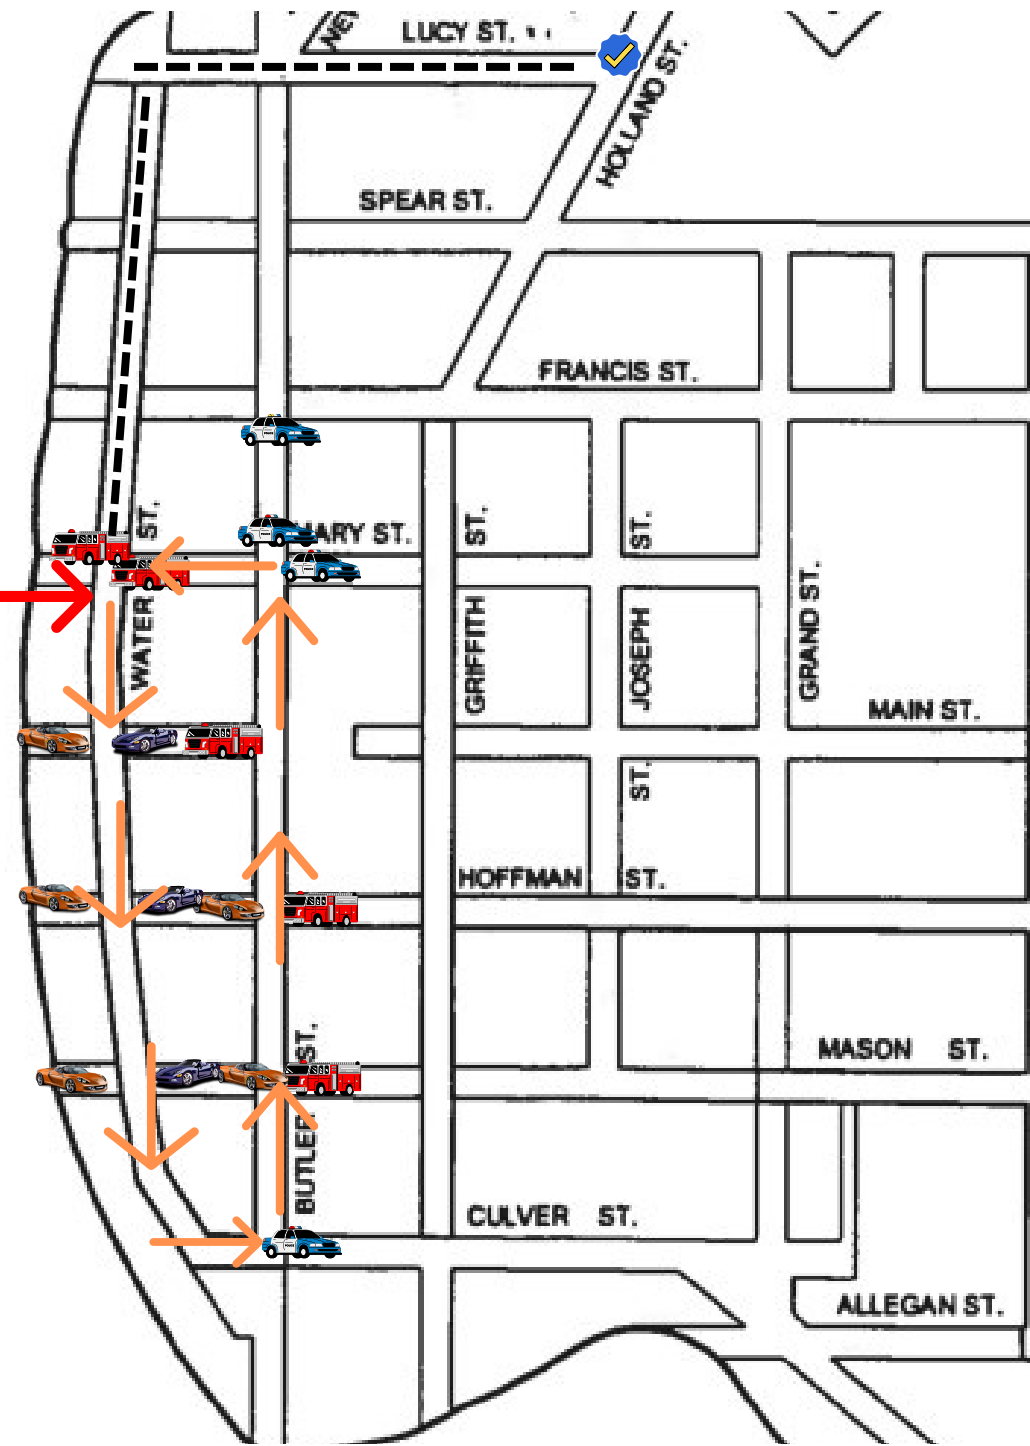 LUCY ST.
HOLLAND ST.
SPEAR ST.
FRANCIS ST.
ARY ST.
WATER ST.
GRIFFITH ST.
JOSEPH ST.
GRAND ST.
MAIN ST.
ST.
HOFFMAN ST.
MASON ST.
BUTLER ST.
CULVER ST.
ALLEGAN ST.